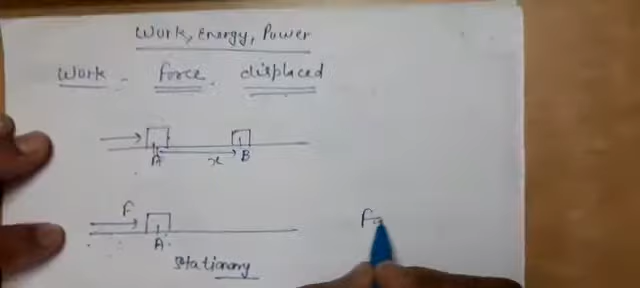 Work, Energy, Power
Work - force. displaced
A x B
F
A
Stationary